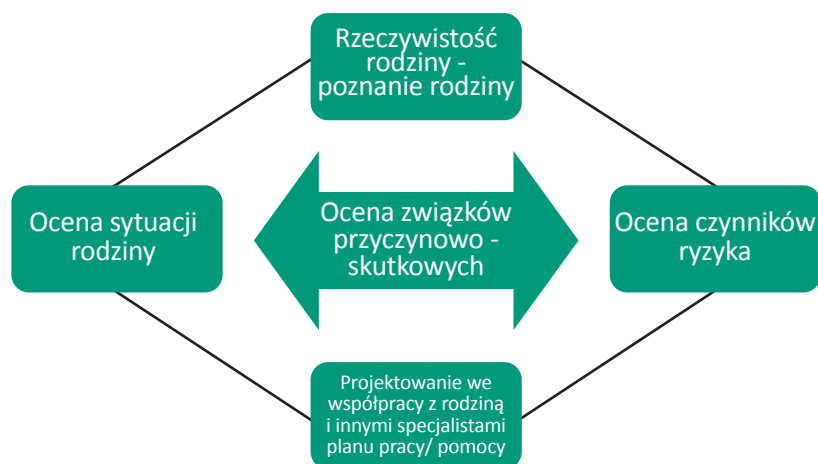 Rzeczywistość
rodziny -
poznanie rodziny
Ocena sytuacji
rodziny
Ocena związków
przyczynowo -
skutkowych
Ocena czynników
ryzyka
Projektowanie we
współpracy z rodziną
i innymi specjalistami
planu pracy/ pomocy